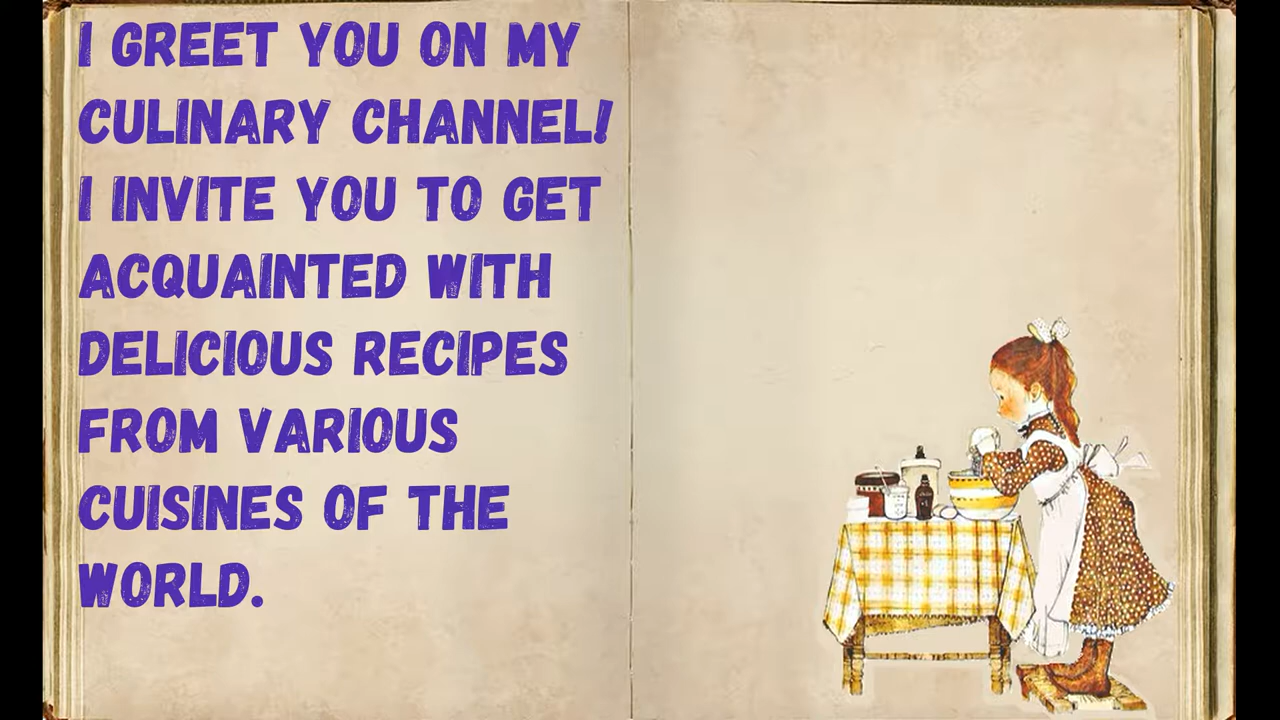 I GREET YOU ON MY
CULINARY CHANNEL!
I INVITE YOU TO GET
ACQUAINTED WITH
DELICIOUS RECIPES
FROM VARIOUS
CUISINES OF THE
WORLD.